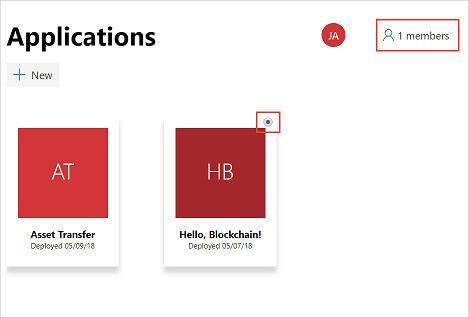 Applications
JA
1 members
New
AT
HB
Asset Transfer
Deployed 05/09/18
Hello, Blockchain!
Deployed 05/07/18